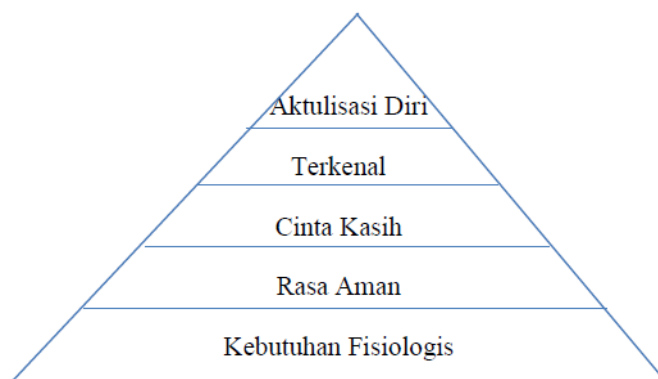 Aktulisasi Diri
Terkenal
Cinta Kasih
Rasa Aman
Kebutuhan Fisiologis